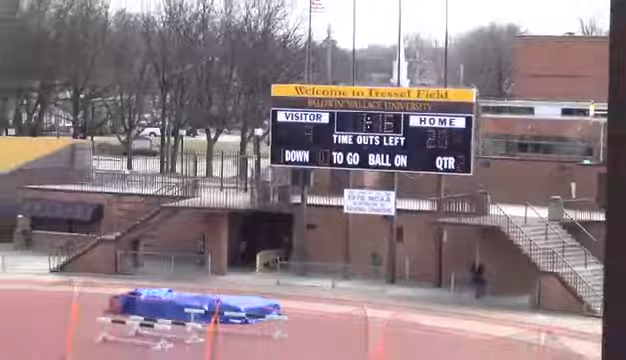 Welcome to Tressel Field
BALDWIN WALLACE UNIVERSITY
VISITOR
HOME
TIME OUTS LEFT
DOWN TO GO BALL ON QTR
1978 NCAA